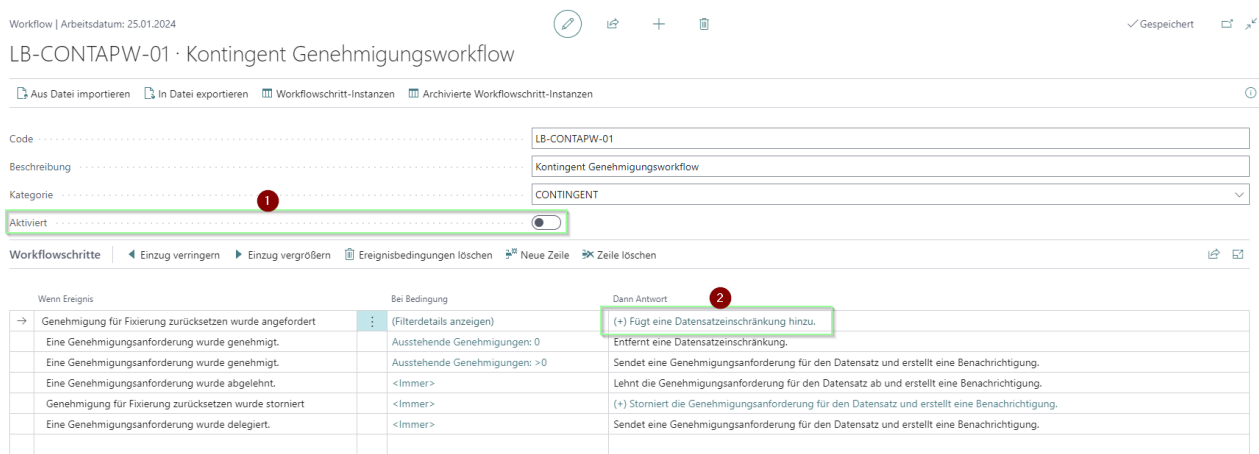 Workflow | Arbeitsdatum: 25.01.2024
Gespeichert
LB-CONTAPW-01 · Kontingent Genehmigungsworkflow
Aus Datei importieren In Datei exportieren Workflowschritt-Instanzen Archivierte Workflowschritt-Instanzen
Code LB-CONTAPW-01
Beschreibung Kontingent Genehmigungsworkflow
Kategorie CONTINGENT
1
Aktiviert
Workflowschritte Einzug verringern Einzug vergrößern Ereignisbedingungen löschen Neue Zeile Zeile löschen
2
Wenn Ereignis Bei Bedingung Dann Antwort
Genehmigung für Fixierung zurücksetzen wurde angefordert (Filterdetails anzeigen) (+) Fügt eine Datensatzeinschränkung hinzu.
Eine Genehmigungsanforderung wurde genehmigt. Ausstehende Genehmigungen: 0 Entfernt eine Datensatzeinschränkung.
Eine Genehmigungsanforderung wurde genehmigt. Ausstehende Genehmigungen: >0 Sendet eine Genehmigungsanforderung für den Datensatz und erstellt eine Benachrichtigung.
Eine Genehmigungsanforderung wurde abgelehnt. <Immer> Lehnt die Genehmigungsanforderung für den Datensatz ab und erstellt eine Benachrichtigung.
Genehmigung für Fixierung zurücksetzen wurde storniert <Immer> (+) Storniert die Genehmigungsanforderung für den Datensatz und erstellt eine Benachrichtigung.
Eine Genehmigungsanforderung wurde delegiert. <Immer> Sendet eine Genehmigungsanforderung für den Datensatz und erstellt eine Benachrichtigung.